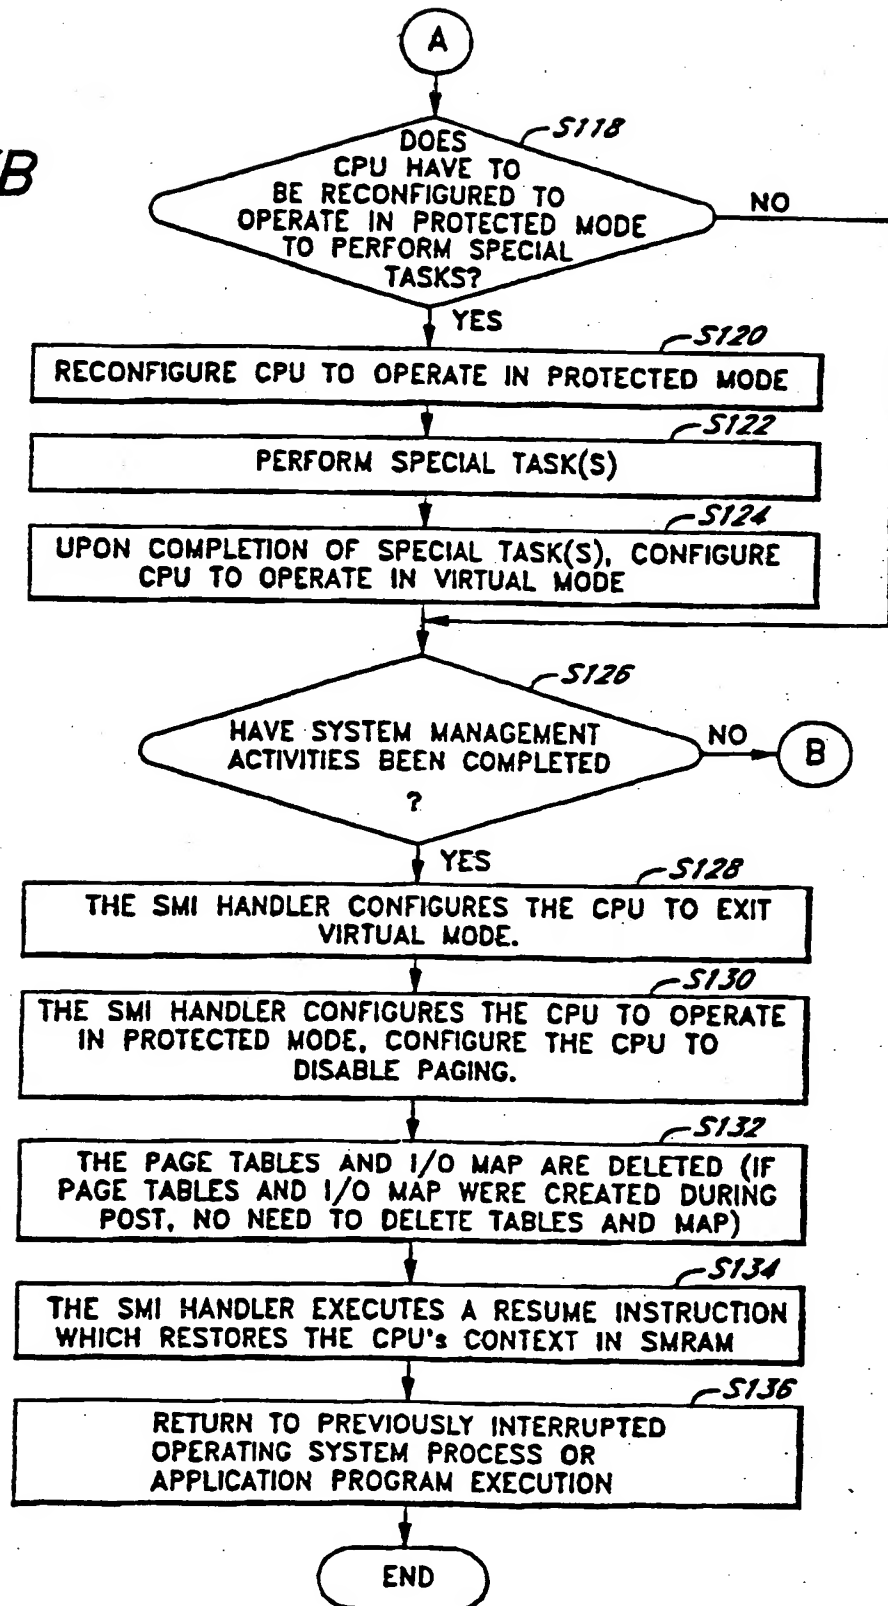 A
S118
DOES
CPU HAVE TO
BE RECONFIGURED TO
OPERATE IN PROTECTED MODE
TO PERFORM SPECIAL
TASKS?
NO
YES
S120
RECONFIGURE CPU TO OPERATE IN PROTECTED MODE
S122
PERFORM SPECIAL TASK(S)
S124
UPON COMPLETION OF SPECIAL TASK(S), CONFIGURE
CPU TO OPERATE IN VIRTUAL MODE
S126
HAVE SYSTEM MANAGEMENT
ACTIVITIES BEEN COMPLETED
?
NO
B
YES
S128
THE SMI HANDLER CONFIGURES THE CPU TO EXIT
VIRTUAL MODE.
S130
THE SMI HANDLER CONFIGURES THE CPU TO OPERATE
IN PROTECTED MODE, CONFIGURE THE CPU TO
DISABLE PAGING.
S132
THE PAGE TABLES AND I/O MAP ARE DELETED (IF
PAGE TABLES AND I/O MAP WERE CREATED DURING
POST, NO NEED TO DELETE TABLES AND MAP)
S134
THE SMI HANDLER EXECUTES A RESUME INSTRUCTION
WHICH RESTORES THE CPU's CONTEXT IN SMRAM
S136
RETURN TO PREVIOUSLY INTERRUPTED
OPERATING SYSTEM PROCESS OR
APPLICATION PROGRAM EXECUTION
END